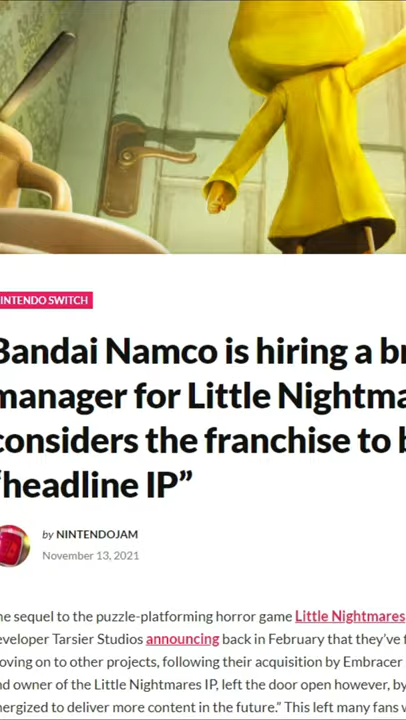 INTENDO SWITCH
Bandai Namco is hiring a br
manager for Little Nightma
considers the franchise to b
“headline IP”
by NINTENDOJAM
November 13, 2021
he sequel to the puzzle-platforming horror game Little Nightmares
eveloper Tarsier Studios announcing back in February that they’ve f
oving on to other projects, following their acquisition by Embracer
nd owner of the Little Nightmares IP, left the door open however, by
nergized to deliver more content in the future.” This left many fans w